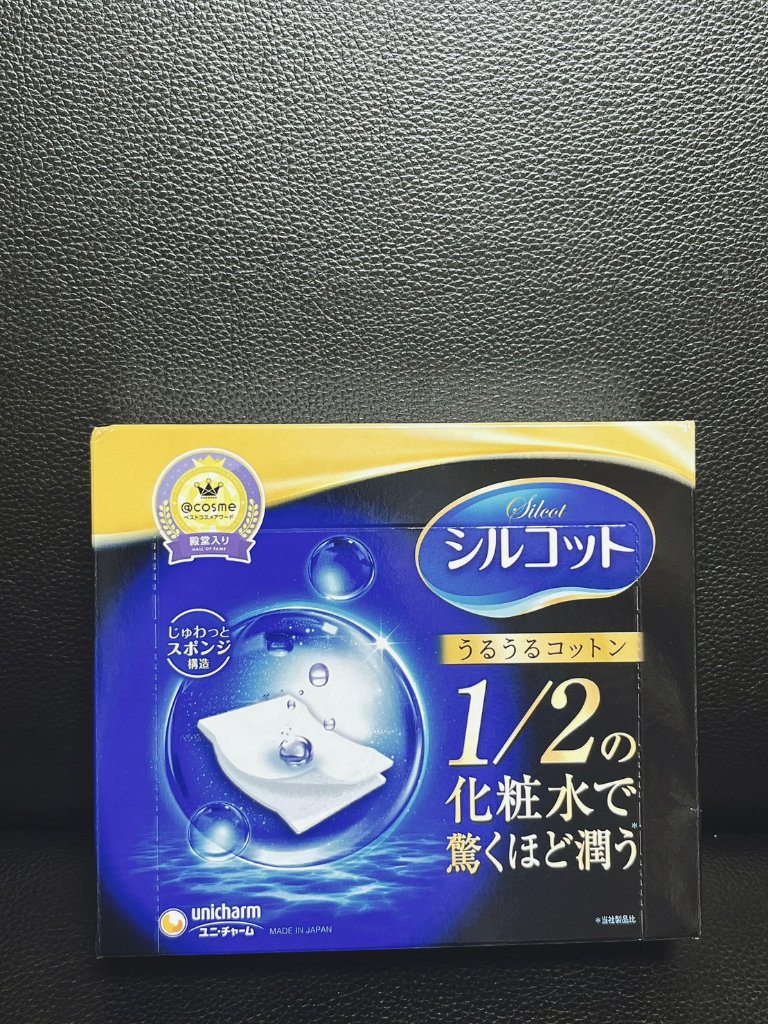 @cosme
ベストコスメアワード
殿堂入り
HALL OF FAME
Silcot
シルコット
じゅわっと
スポンジ
構造
うるうるコットン
1/2の
化粧水で
驚くほど潤う*
*当社製品比
unicharm
ユニ・チャーム
MADE IN JAPAN